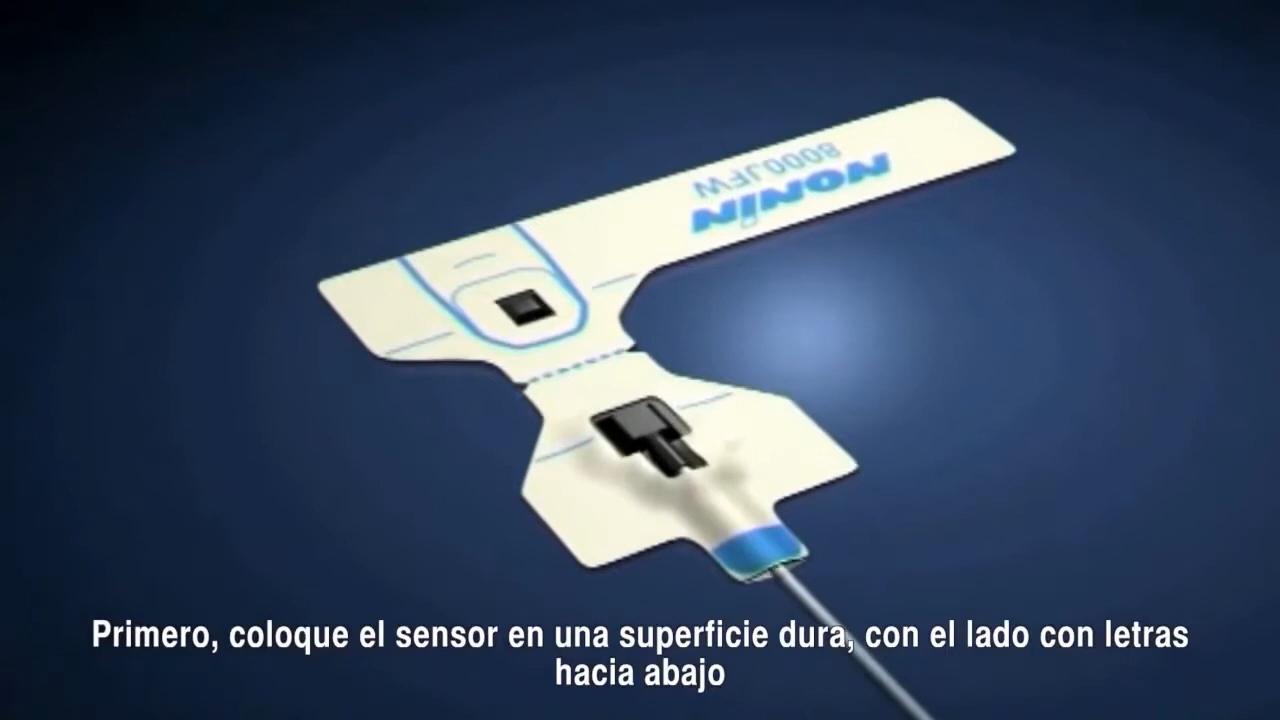 8000JFW
NONIN
Primero, coloque el sensor en una superficie dura, con el lado con letras
hacia abajo